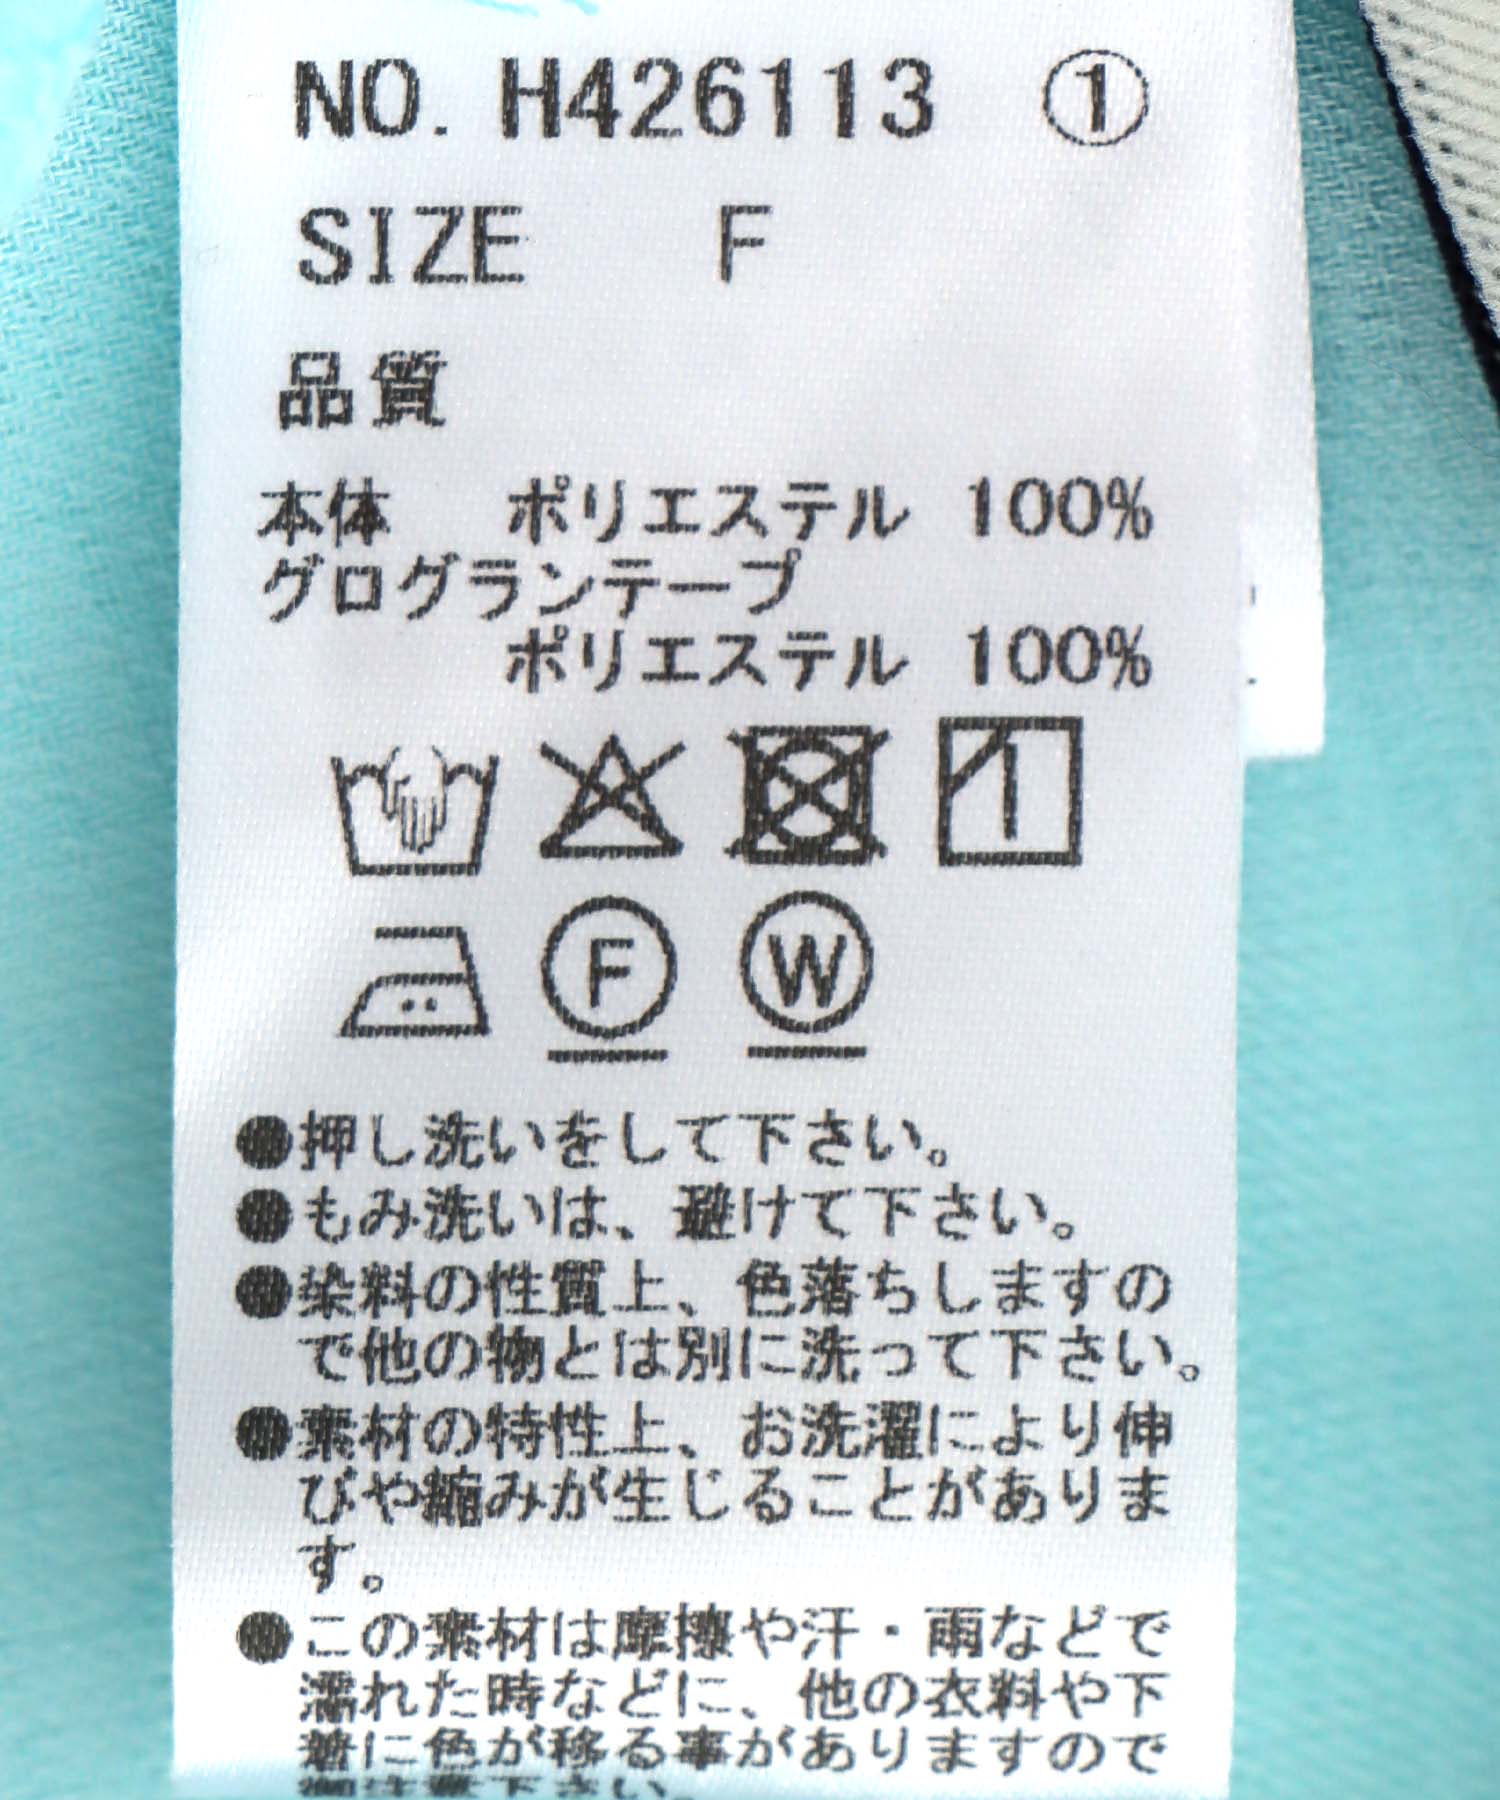 NO. H426113 ①
SIZE F
品質
本体 ポリエステル 100%
グログランテープ
ポリエステル 100%
F W
●押し洗いをして下さい。
●もみ洗いは、避けて下さい。
●染料の性質上、色落ちしますの
で他の物とは別に洗って下さい。
●素材の特性上、お洗濯により伸
びや縮みが生じることがありま
す。
●この素材は摩擦や汗・雨などで
濡れた時などに、他の衣料や下
着に色が移る事がありますので
御注意下さい。